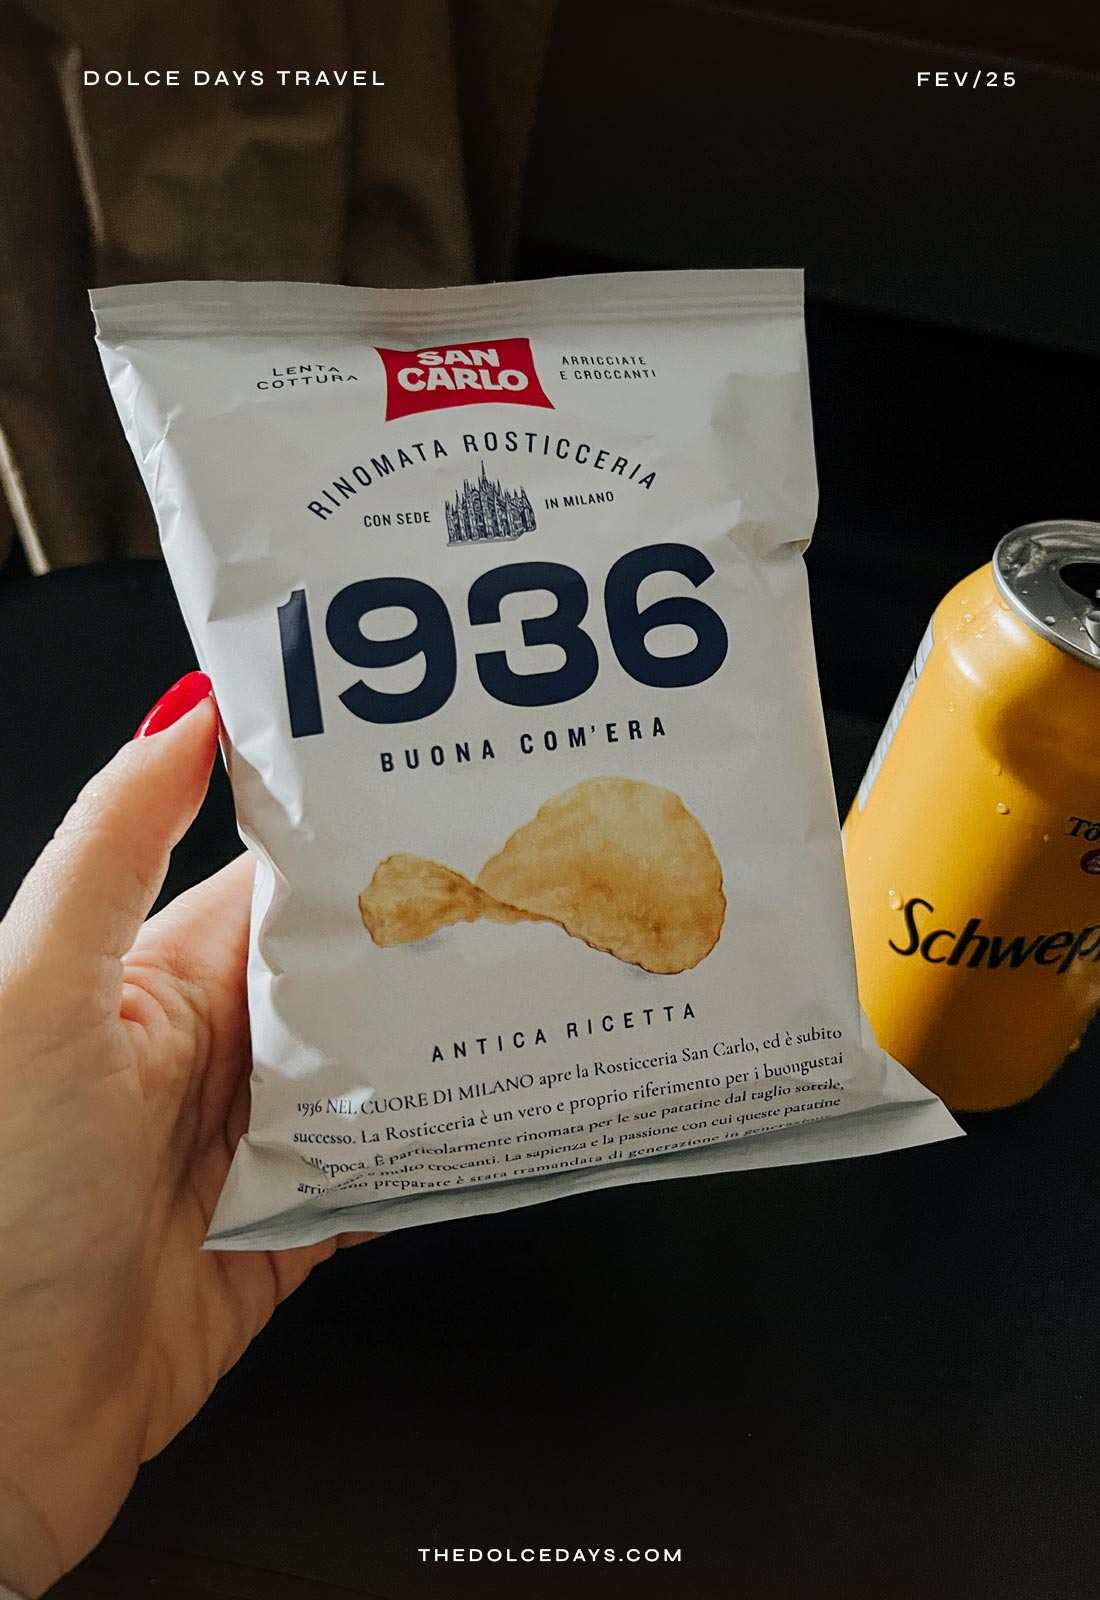 DOLCE DAYS TRAVEL
FEV/25
LENTA
COTTURA
SAN
CARLO
ARRICCIATE
E CROCCANTI
RINOMATA ROSTICCERIA
CON SEDE
IN MILANO
1936
BUONA COM'ERA
ANTICA RICETTA
1936 NEL CUORE DI MILANO apre la Rosticceria San Carlo, ed è subito
successo. La Rosticceria è un vero e proprio riferimento per i buongustai
dell'epoca. È particolarmente rinomata per le sue patatine dal taglio sottile,
molto croccanti. La sapienza e la passione con cui queste patatine
preparate è stata tramandata di generazione in generazione
Schwep
THEDOLCEDAYS.COM